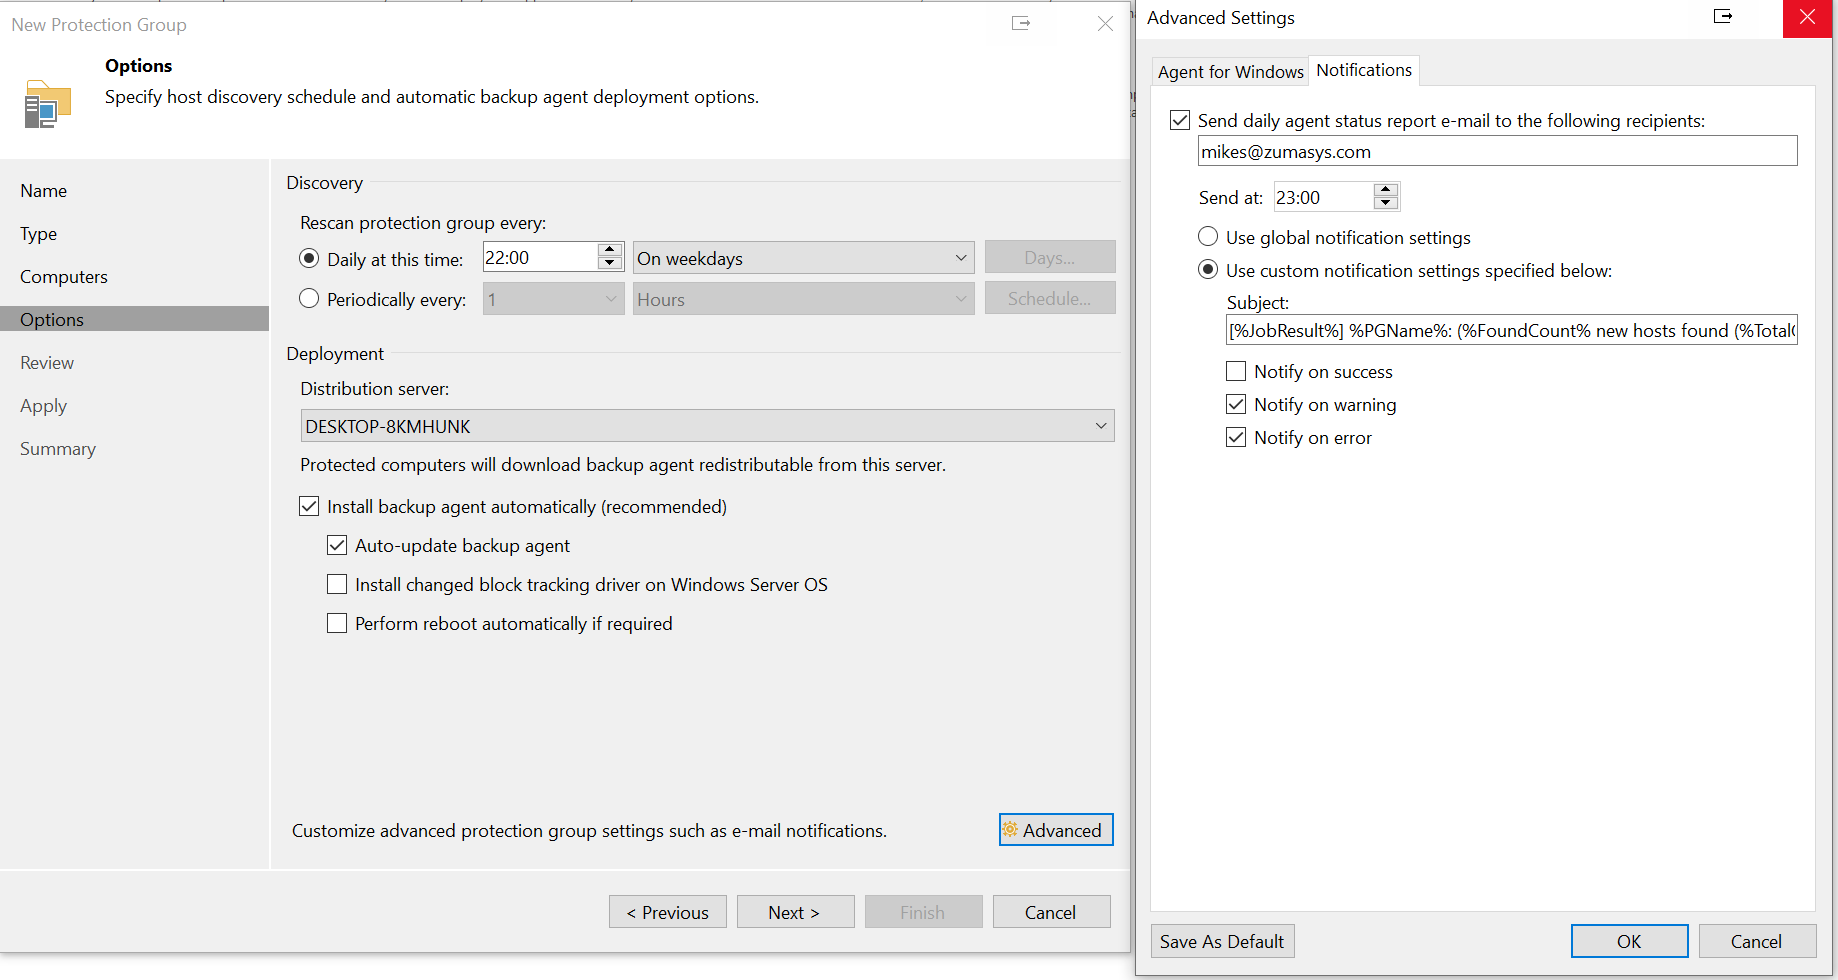 New Protection Group
Options
Specify host discovery schedule and automatic backup agent deployment options.
Name
Type
Computers
Options
Review
Apply
Summary
Discovery
Rescan protection group every:
Daily at this time: 22:00 On weekdays Days...
Periodically every: 1 Hours Schedule...
Deployment
Distribution server:
DESKTOP-8KMHUNK
Protected computers will download backup agent redistributable from this server.
Install backup agent automatically (recommended)
Auto-update backup agent
Install changed block tracking driver on Windows Server OS
Perform reboot automatically if required
Customize advanced protection group settings such as e-mail notifications. Advanced
< Previous Next > Finish Cancel
Advanced Settings
Agent for Windows Notifications
Send daily agent status report e-mail to the following recipients:
mikes@zumasys.com
Send at: 23:00
Use global notification settings
Use custom notification settings specified below:
Subject:
[%JobResult%] %PGName%: (%FoundCount% new hosts found (%Total
Notify on success
Notify on warning
Notify on error
Save As Default OK Cancel